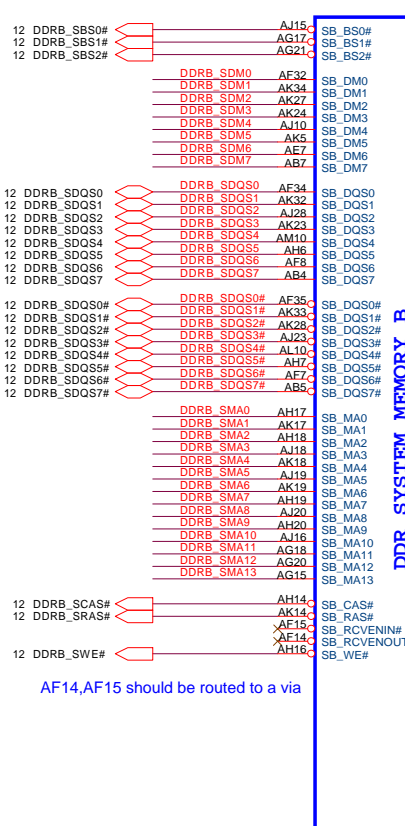 12 DDRB_SBS0# AJ15 SB_BS0#
12 DDRB_SBS1# AG17 SB_BS1#
12 DDRB_SBS2# AG21 SB_BS2#
DDRB_SDM0 AF32 SB_DM0
DDRB_SDM1 AK34 SB_DM1
DDRB_SDM2 AK27 SB_DM2
DDRB_SDM3 AK24 SB_DM3
DDRB_SDM4 AJ10 SB_DM4
DDRB_SDM5 AK5 SB_DM5
DDRB_SDM6 AE7 SB_DM6
DDRB_SDM7 AB7 SB_DM7
12 DDRB_SDQS0 DDRB_SDQS0 AF34 SB_DQS0
12 DDRB_SDQS1 DDRB_SDQS1 AK32 SB_DQS1
12 DDRB_SDQS2 DDRB_SDQS2 AJ28 SB_DQS2
12 DDRB_SDQS3 DDRB_SDQS3 AK23 SB_DQS3
12 DDRB_SDQS4 DDRB_SDQS4 AM10 SB_DQS4
12 DDRB_SDQS5 DDRB_SDQS5 AH6 SB_DQS5
12 DDRB_SDQS6 DDRB_SDQS6 AF8 SB_DQS6
12 DDRB_SDQS7 DDRB_SDQS7 AB4 SB_DQS7
12 DDRB_SDQS0# DDRB_SDQS0# AF35 SB_DQS0#
12 DDRB_SDQS1# DDRB_SDQS1# AK33 SB_DQS1#
12 DDRB_SDQS2# DDRB_SDQS2# AK28 SB_DQS2#
12 DDRB_SDQS3# DDRB_SDQS3# AJ23 SB_DQS3#
12 DDRB_SDQS4# DDRB_SDQS4# AL10 SB_DQS4#
12 DDRB_SDQS5# DDRB_SDQS5# AH7 SB_DQS5#
12 DDRB_SDQS6# DDRB_SDQS6# AF7 SB_DQS6#
12 DDRB_SDQS7# DDRB_SDQS7# AB5 SB_DQS7#
DDRB_SMA0 AH17 SB_MA0
DDRB_SMA1 AK17 SB_MA1
DDRB_SMA2 AH18 SB_MA2
DDRB_SMA3 AJ18 SB_MA3
DDRB_SMA4 AK18 SB_MA4
DDRB_SMA5 AJ19 SB_MA5
DDRB_SMA6 AK19 SB_MA6
DDRB_SMA7 AH19 SB_MA7
DDRB_SMA8 AJ20 SB_MA8
DDRB_SMA9 AH20 SB_MA9
DDRB_SMA10 AJ16 SB_MA10
DDRB_SMA11 AG18 SB_MA11
DDRB_SMA12 AG20 SB_MA12
DDRB_SMA13 AG15 SB_MA13
12 DDRB_SCAS# AH14 SB_CAS#
12 DDRB_SRAS# AK14 SB_RAS#
AF15 SB_RCVENIN#
AF14 SB_RCVENOUT
12 DDRB_SWE# AH16 SB_WE#
DDR SYSTEM MEMORY B
AF14,AF15 should be routed to a via